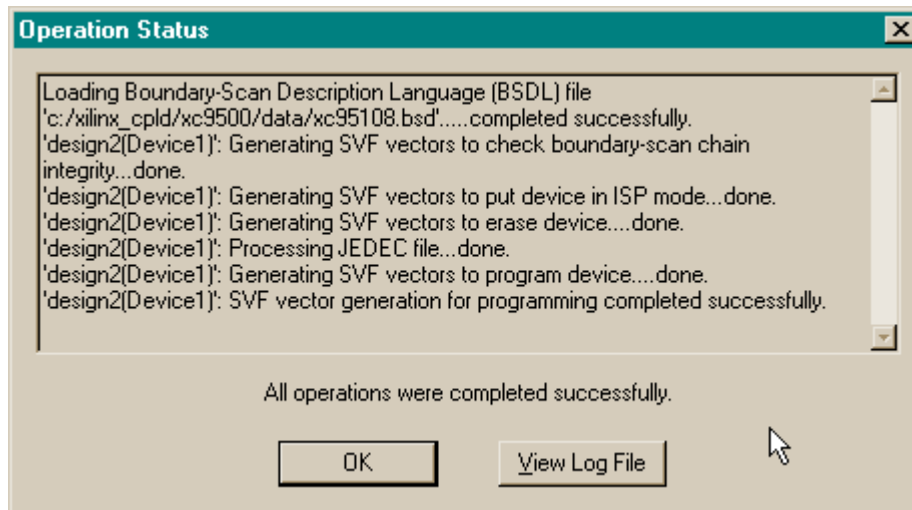 Operation Status
Loading Boundary-Scan Description Language (BSDL) file
'c:/xilinx_cpld/xc9500/data/xc95108.bsd'.....completed successfully.
'design2(Device1)': Generating SVF vectors to check boundary-scan chain
integrity...done.
'design2(Device1)': Generating SVF vectors to put device in ISP mode...done.
'design2(Device1)': Generating SVF vectors to erase device....done.
'design2(Device1)': Processing JEDEC file...done.
'design2(Device1)': Generating SVF vectors to program device....done.
'design2(Device1)': SVF vector generation for programming completed successfully.
All operations were completed successfully.
OK
View Log File